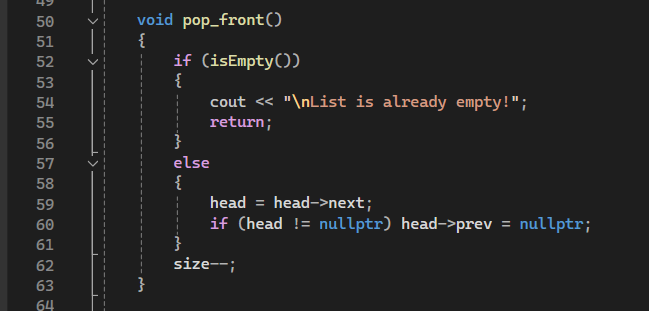 49
50 void pop_front()
51 {
52 if (isEmpty())
53 {
54 cout << "\nList is already empty!";
55 return;
56 }
57 else
58 {
59 head = head->next;
60 if (head != nullptr) head->prev = nullptr;
61 }
62 size--;
63 }
64